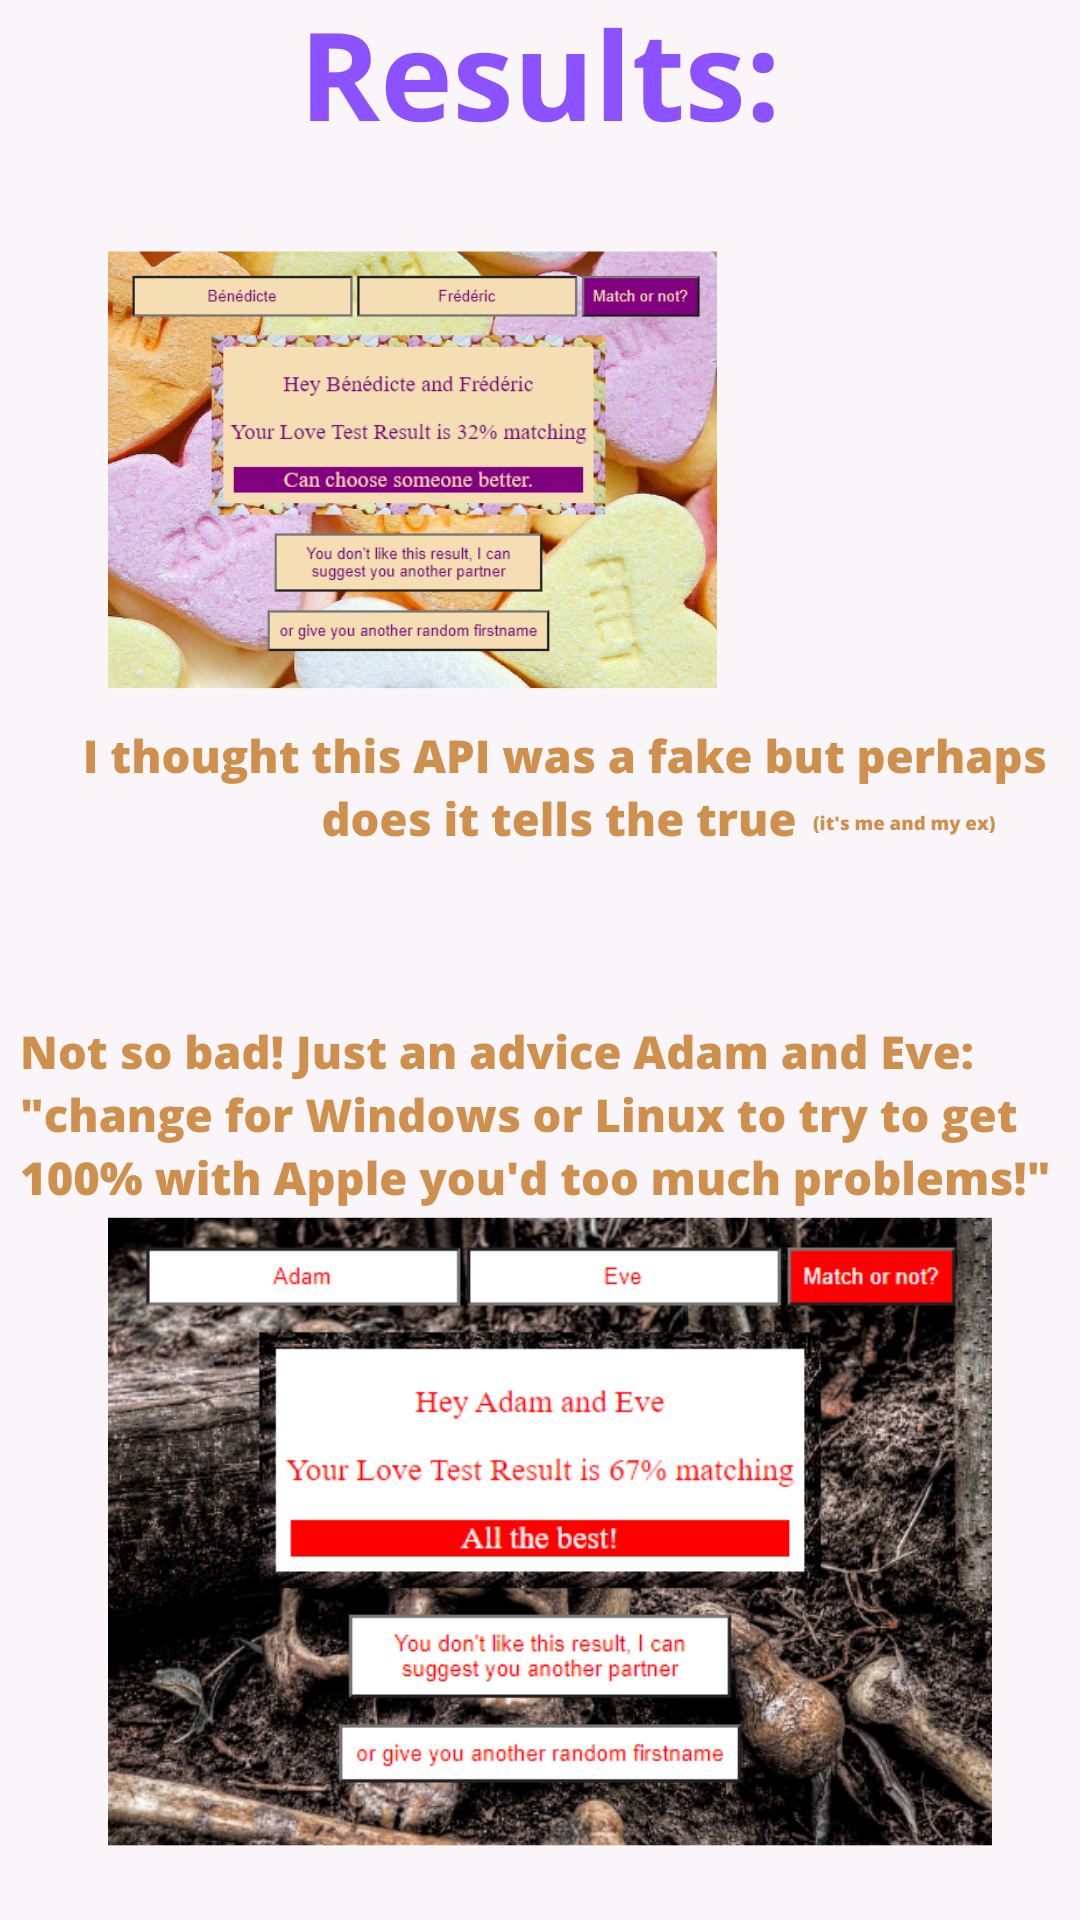 Results:
Bénédicte
Frédéric
Match or not?
Hey Bénédicte and Frédéric
Your Love Test Result is 32% matching
Can choose someone better.
You don't like this result, I can
suggest you another partner
or give you another random firstname
I thought this API was a fake but perhaps
does it tells the true (it's me and my ex)
Not so bad! Just an advice Adam and Eve:
"change for Windows or Linux to try to get
100% with Apple you'd too much problems!"
Adam
Eve
Match or not?
Hey Adam and Eve
Your Love Test Result is 67% matching
All the best!
You don't like this result, I can
suggest you another partner
or give you another random firstname